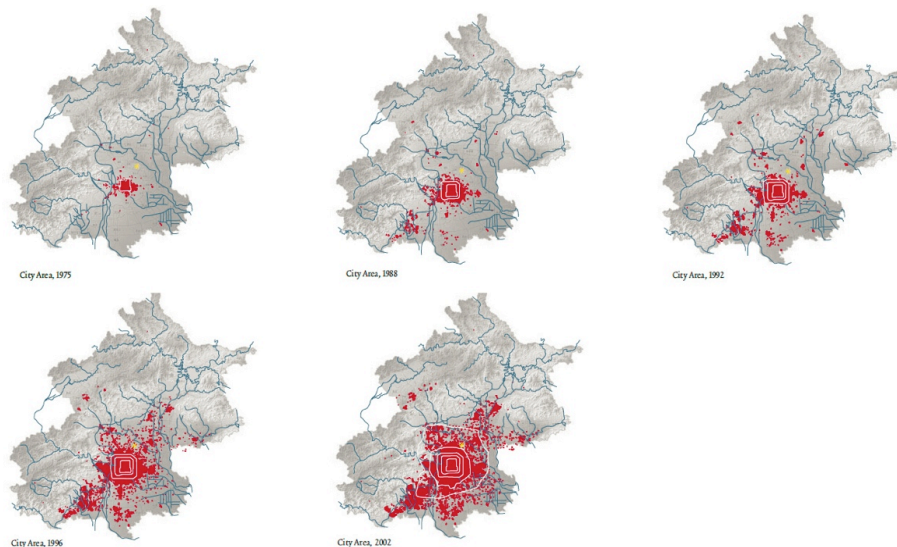 City Area, 1975
City Area, 1988
City Area, 1992
City Area, 1996
City Area, 2002